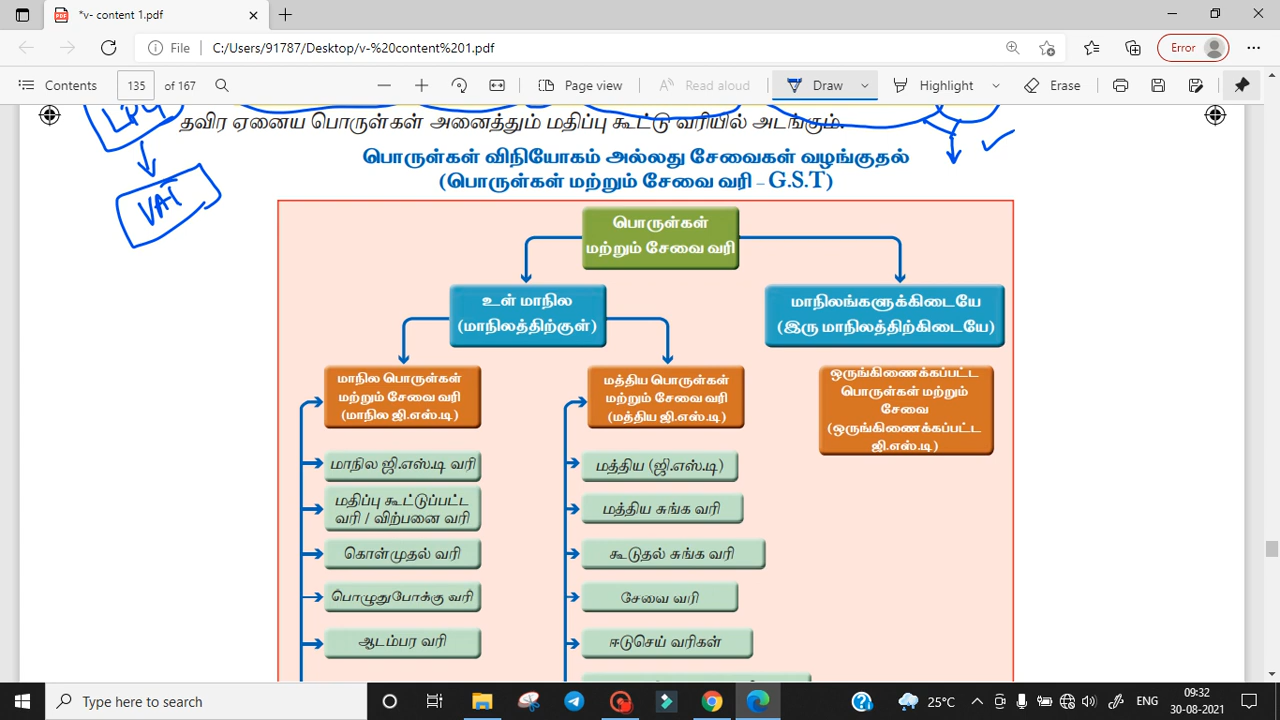 *v- content 1.pdf
File
C:/Users/91787/Desktop/v-%20content%201.pdf
Error
Contents
135
of 167
Page view
Read aloud
Draw
Highlight
Erase
தவிர ஏனைய பொருள்கள் அனைத்தும் மதிப்பு கூட்டு வரியில் அடங்கும்.
VAT
பொருள்கள் விநியோகம் அல்லது சேவைகள் வழங்குதல்
(பொருள்கள் மற்றும் சேவை வரி – G.S.T)
பொருள்கள்
மற்றும் சேவை வரி
உள் மாநில
(மாநிலத்திற்குள்)
மாநிலங்களுக்கிடையே
(இரு மாநிலத்திற்கிடையே)
மாநில பொருள்கள்
மற்றும் சேவை வரி
(மாநில ஜி.எஸ்.டி)
மத்திய பொருள்கள்
மற்றும் சேவை வரி
(மத்திய ஜி.எஸ்.டி)
ஒருங்கிணைக்கப்பட்ட
பொருள்கள் மற்றும்
சேவை
(ஒருங்கிணைக்கப்பட்ட
ஜி.எஸ்.டி)
மாநில ஜி.எஸ்.டி வரி
மதிப்பு கூட்டுப்பட்ட
வரி / விற்பனை வரி
கொள்முதல் வரி
பொழுதுபோக்கு வரி
ஆடம்பர வரி
மத்திய (ஜி.எஸ்.டி)
மத்திய சுங்க வரி
கூடுதல் சுங்க வரி
சேவை வரி
ஈடுசெய் வரிகள்
Type here to search
25°C
ENG
09:32
30-08-2021